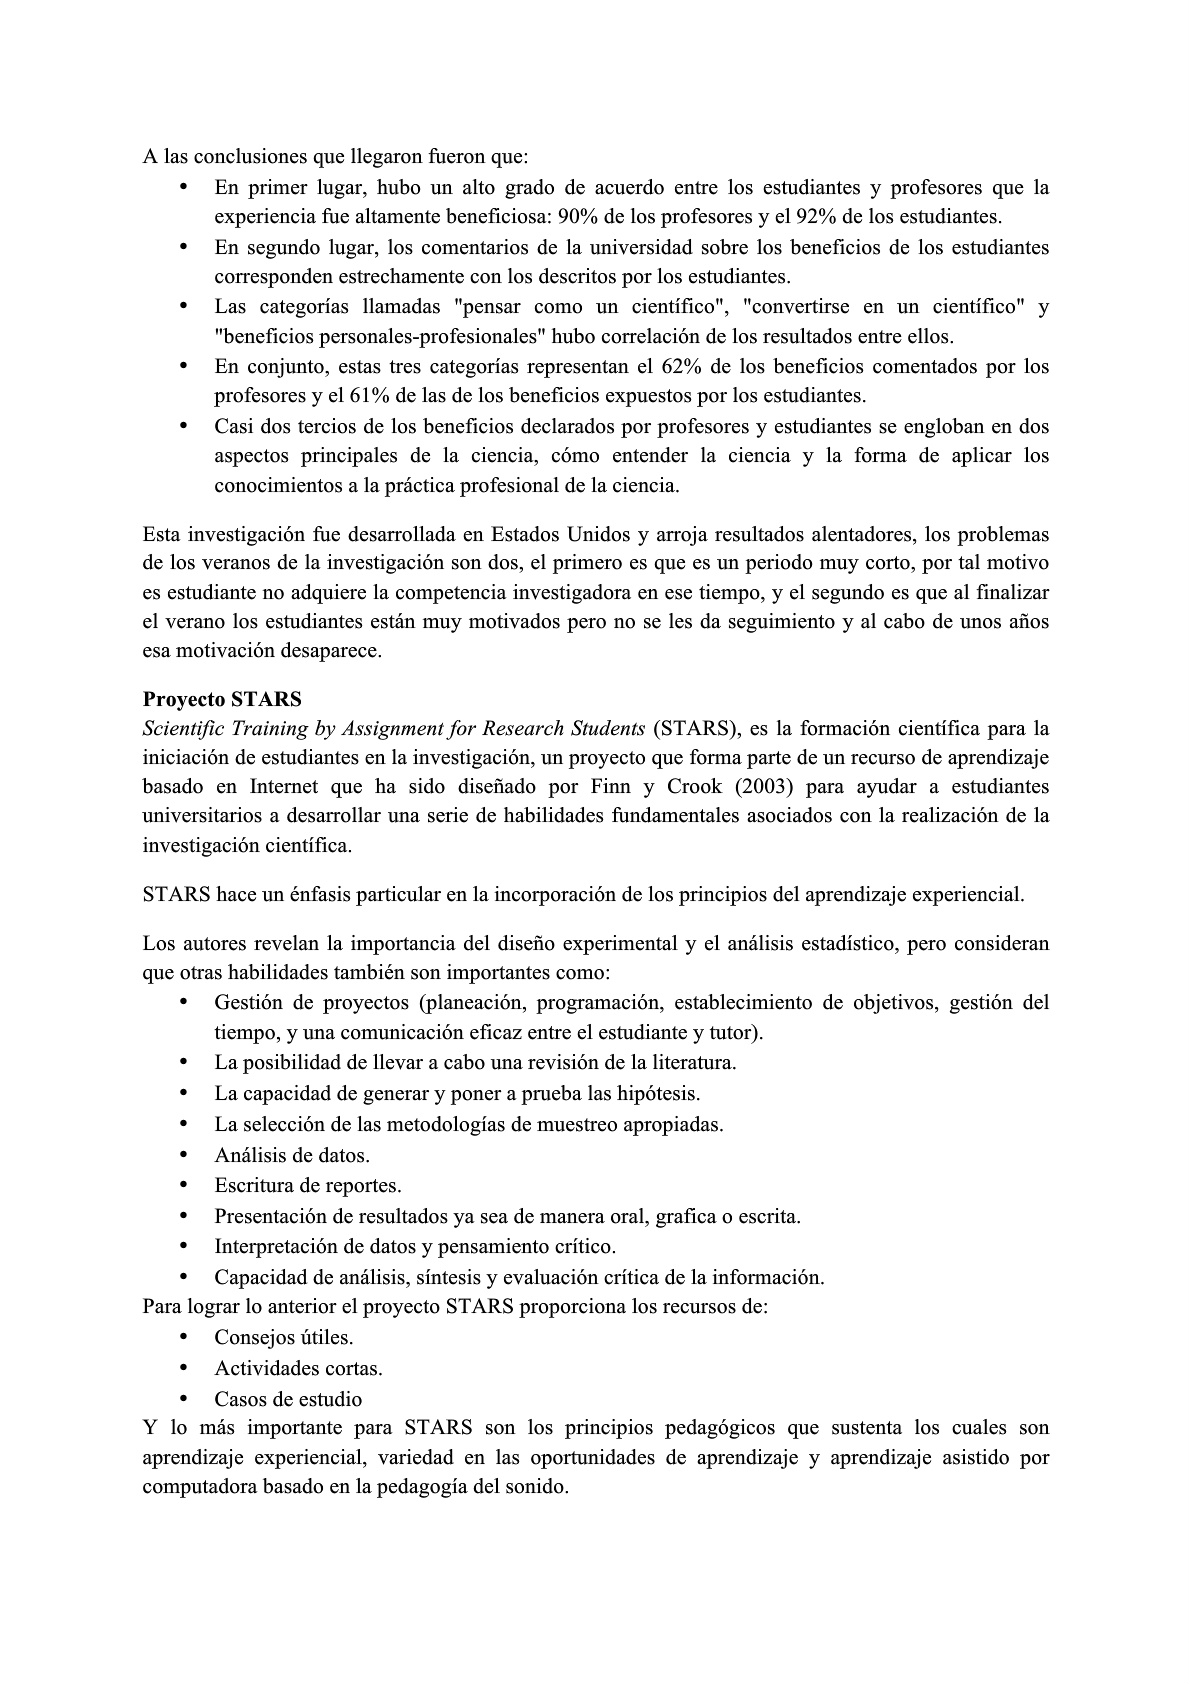 A las conclusiones que llegaron fueron que:
• En primer lugar, hubo un alto grado de acuerdo entre los estudiantes y profesores que la
experiencia fue altamente beneficiosa: 90% de los profesores y el 92% de los estudiantes.
• En segundo lugar, los comentarios de la universidad sobre los beneficios de los estudiantes
corresponden estrechamente con los descritos por los estudiantes.
• Las categorías llamadas "pensar como un científico", "convertirse en un científico" y
"beneficios personales-profesionales" hubo correlación de los resultados entre ellos.
• En conjunto, estas tres categorías representan el 62% de los beneficios comentados por los
profesores y el 61% de las de los beneficios expuestos por los estudiantes.
• Casi dos tercios de los beneficios declarados por profesores y estudiantes se engloban en dos
aspectos principales de la ciencia, cómo entender la ciencia y la forma de aplicar los
conocimientos a la práctica profesional de la ciencia.
Esta investigación fue desarrollada en Estados Unidos y arroja resultados alentadores, los problemas
de los veranos de la investigación son dos, el primero es que es un periodo muy corto, por tal motivo
es estudiante no adquiere la competencia investigadora en ese tiempo, y el segundo es que al finalizar
el verano los estudiantes están muy motivados pero no se les da seguimiento y al cabo de unos años
esa motivación desaparece.
Proyecto STARS
Scientific Training by Assignment for Research Students (STARS), es la formación científica para la
iniciación de estudiantes en la investigación, un proyecto que forma parte de un recurso de aprendizaje
basado en Internet que ha sido diseñado por Finn y Crook (2003) para ayudar a estudiantes
universitarios a desarrollar una serie de habilidades fundamentales asociados con la realización de la
investigación científica.
STARS hace un énfasis particular en la incorporación de los principios del aprendizaje experiencial.
Los autores revelan la importancia del diseño experimental y el análisis estadístico, pero consideran
que otras habilidades también son importantes como:
• Gestión de proyectos (planeación, programación, establecimiento de objetivos, gestión del
tiempo, y una comunicación eficaz entre el estudiante y tutor).
• La posibilidad de llevar a cabo una revisión de la literatura.
• La capacidad de generar y poner a prueba las hipótesis.
• La selección de las metodologías de muestreo apropiadas.
• Análisis de datos.
• Escritura de reportes.
• Presentación de resultados ya sea de manera oral, grafica o escrita.
• Interpretación de datos y pensamiento crítico.
• Capacidad de análisis, síntesis y evaluación crítica de la información.
Para lograr lo anterior el proyecto STARS proporciona los recursos de:
• Consejos útiles.
• Actividades cortas.
• Casos de estudio
Y lo más importante para STARS son los principios pedagógicos que sustenta los cuales son
aprendizaje experiencial, variedad en las oportunidades de aprendizaje y aprendizaje asistido por
computadora basado en la pedagogía del sonido.